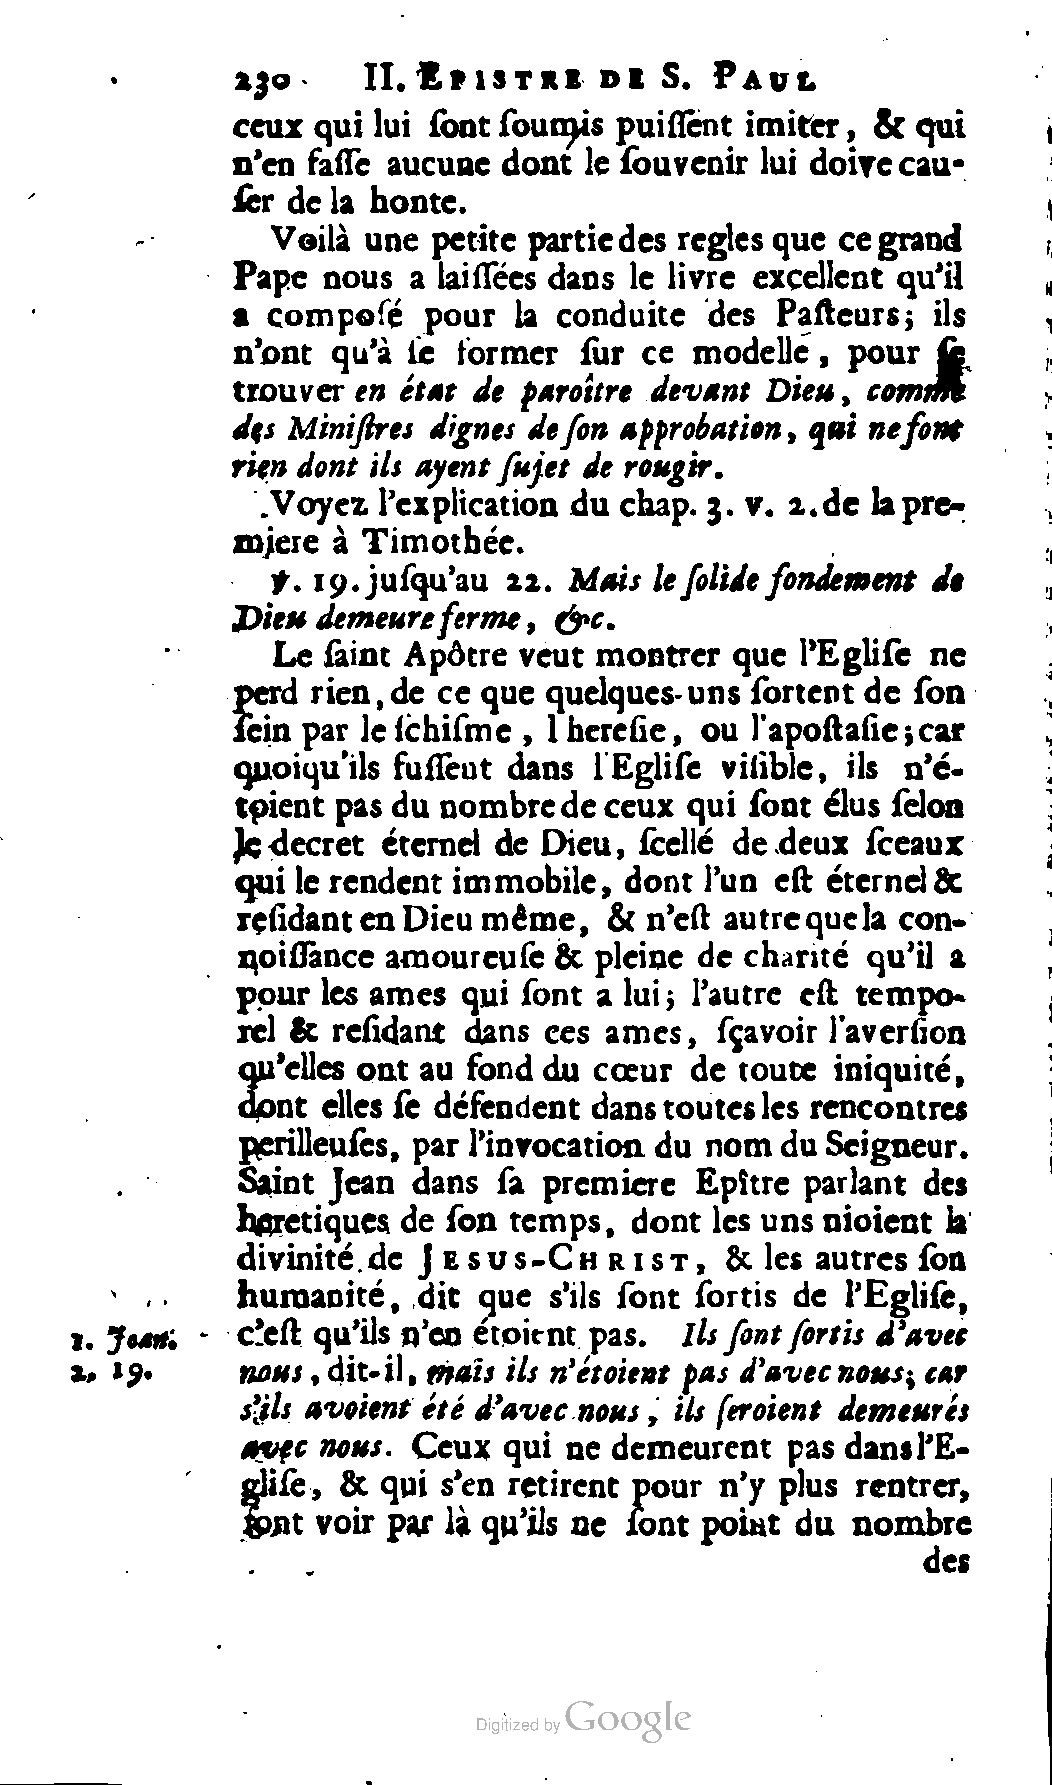 230 II. EPISTRE DE S. PAUL
ceux qui lui ſont ſoumis puiſſent imiter, & qui
n'en faſſe aucune dont le ſouvenir lui doive cau-
ſer de la honte.
Voilà une petite partie des regles que ce grand
Pape nous a laiſſées dans le livre excellent qu'il
a compoſé pour la conduite des Paſteurs; ils
n'ont qu'à ſe former ſur ce modelle, pour ſe
trouver en état de paroître devant Dieu, comme
des Miniſtres dignes de ſon approbation, qui ne font
rien dont ils ayent ſujet de rougir.
Voyez l'explication du chap. 3. v. 2. de la pre-
miere à Timothée.
℣. 19. juſqu'au 22. Mais le ſolide fondement de
Dieu demeure ferme, &c.
Le ſaint Apôtre veut montrer que l'Egliſe ne
perd rien, de ce que quelques-uns ſortent de ſon
ſein par le ſchiſme, l hereſie, ou l'apoſtaſie; car
quoiqu'ils fuſſent dans l'Egliſe viſible, ils n'é-
toient pas du nombre de ceux qui ſont élus ſelon
le decret éternel de Dieu, ſcellé de deux ſceaux
qui le rendent immobile, dont l'un eſt éternel &
reſidant en Dieu même, & n'eſt autre que la con-
noiſſance amoureuſe & pleine de charité qu'il a
pour les ames qui ſont a lui; l'autre eſt tempo-
rel & reſidant dans ces ames, ſçavoir l'averſion
qu'elles ont au fond du cœur de toute iniquité,
dont elles ſe défendent dans toutes les rencontres
perilleuſes, par l'invocation du nom du Seigneur.
Saint Jean dans ſa premiere Epître parlant des
heretiques de ſon temps, dont les uns nioient la
divinité de JESUS-CHRIST, & les autres ſon
humanité, dit que s'ils ſont ſortis de l'Egliſe,
1. Joan. c'eſt qu'ils n'en étoient pas. Ils ſont ſortis d'avec
2, 19. nous, dit-il, mais ils n'étoient pas d'avec nous; car
s'ils avoient été d'avec nous, ils ſeroient demeurés
avec nous. Ceux qui ne demeurent pas dans l'E-
gliſe, & qui s'en retirent pour n'y plus rentrer,
font voir par là qu'ils ne ſont point du nombre
des
Digitized by Google